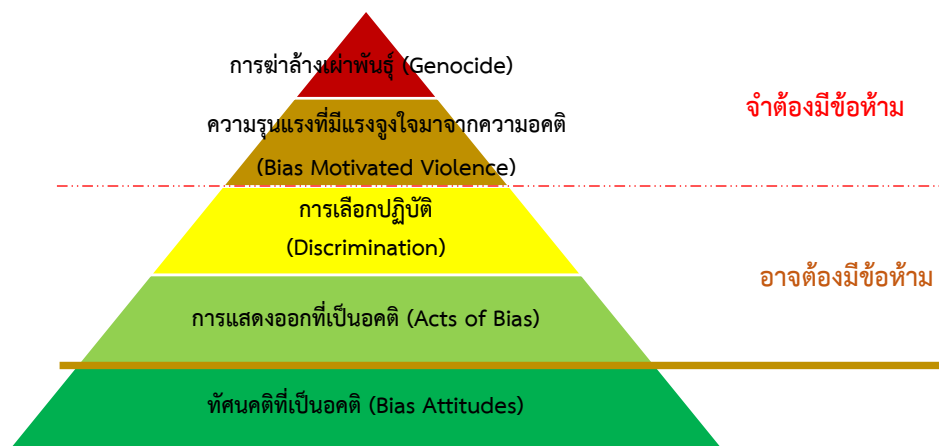 การฆ่าล้างเผ่าพันธุ์ (Genocide)
จำต้องมีข้อห้าม
ความรุนแรงที่มีแรงจูงใจมาจากความอคติ
(Bias Motivated Violence)
การเลือกปฏิบัติ
(Discrimination)
อาจต้องมีข้อห้าม
การแสดงออกที่เป็นอคติ (Acts of Bias)
ทัศนคติที่เป็นอคติ (Bias Attitudes)